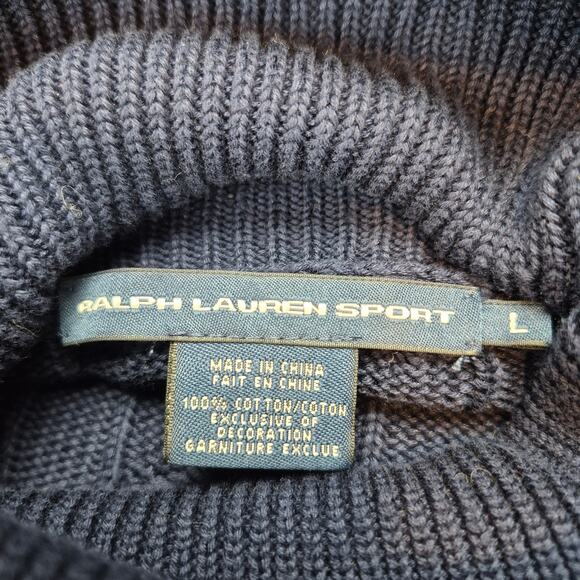 RALPH LAUREN SPORT
L
MADE IN CHINA
FAIT EN CHINE
100% COTTON/COTON
EXCLUSIVE OF
DECORATION
GARNITURE EXCLUE